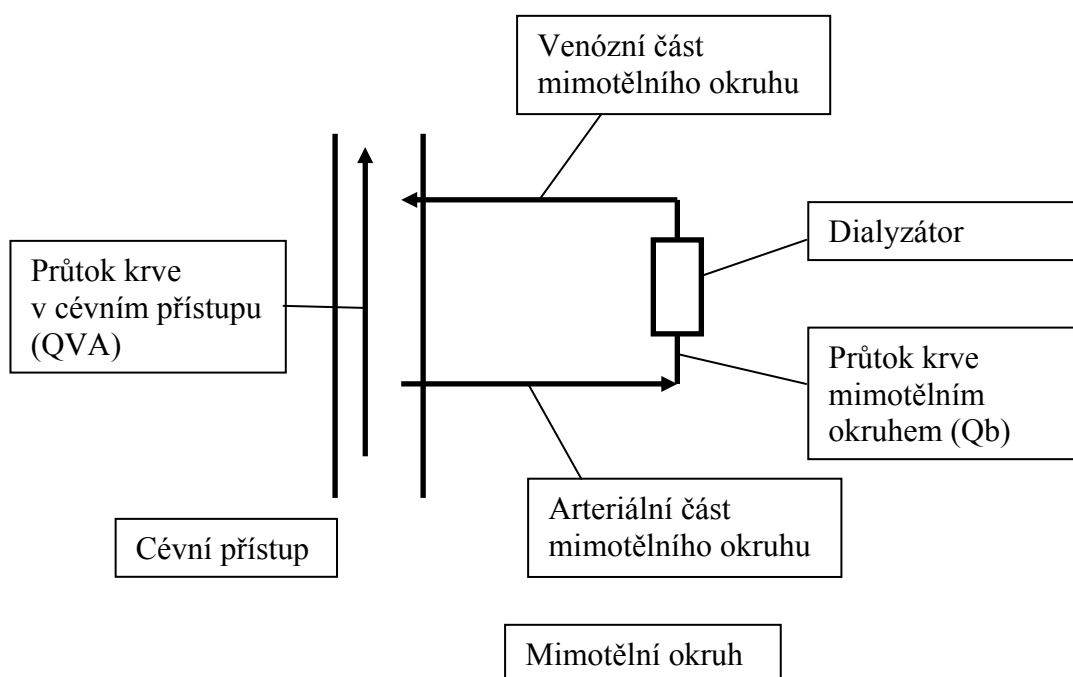 Venózní část
mimotělního okruhu
Dialyzátor
Průtok krve
v cévním přístupu
(QVA)
Průtok krve
mimotělním
okruhem (Qb)
Arteriální část
mimotělního okruhu
Cévní přístup
Mimotělní okruh